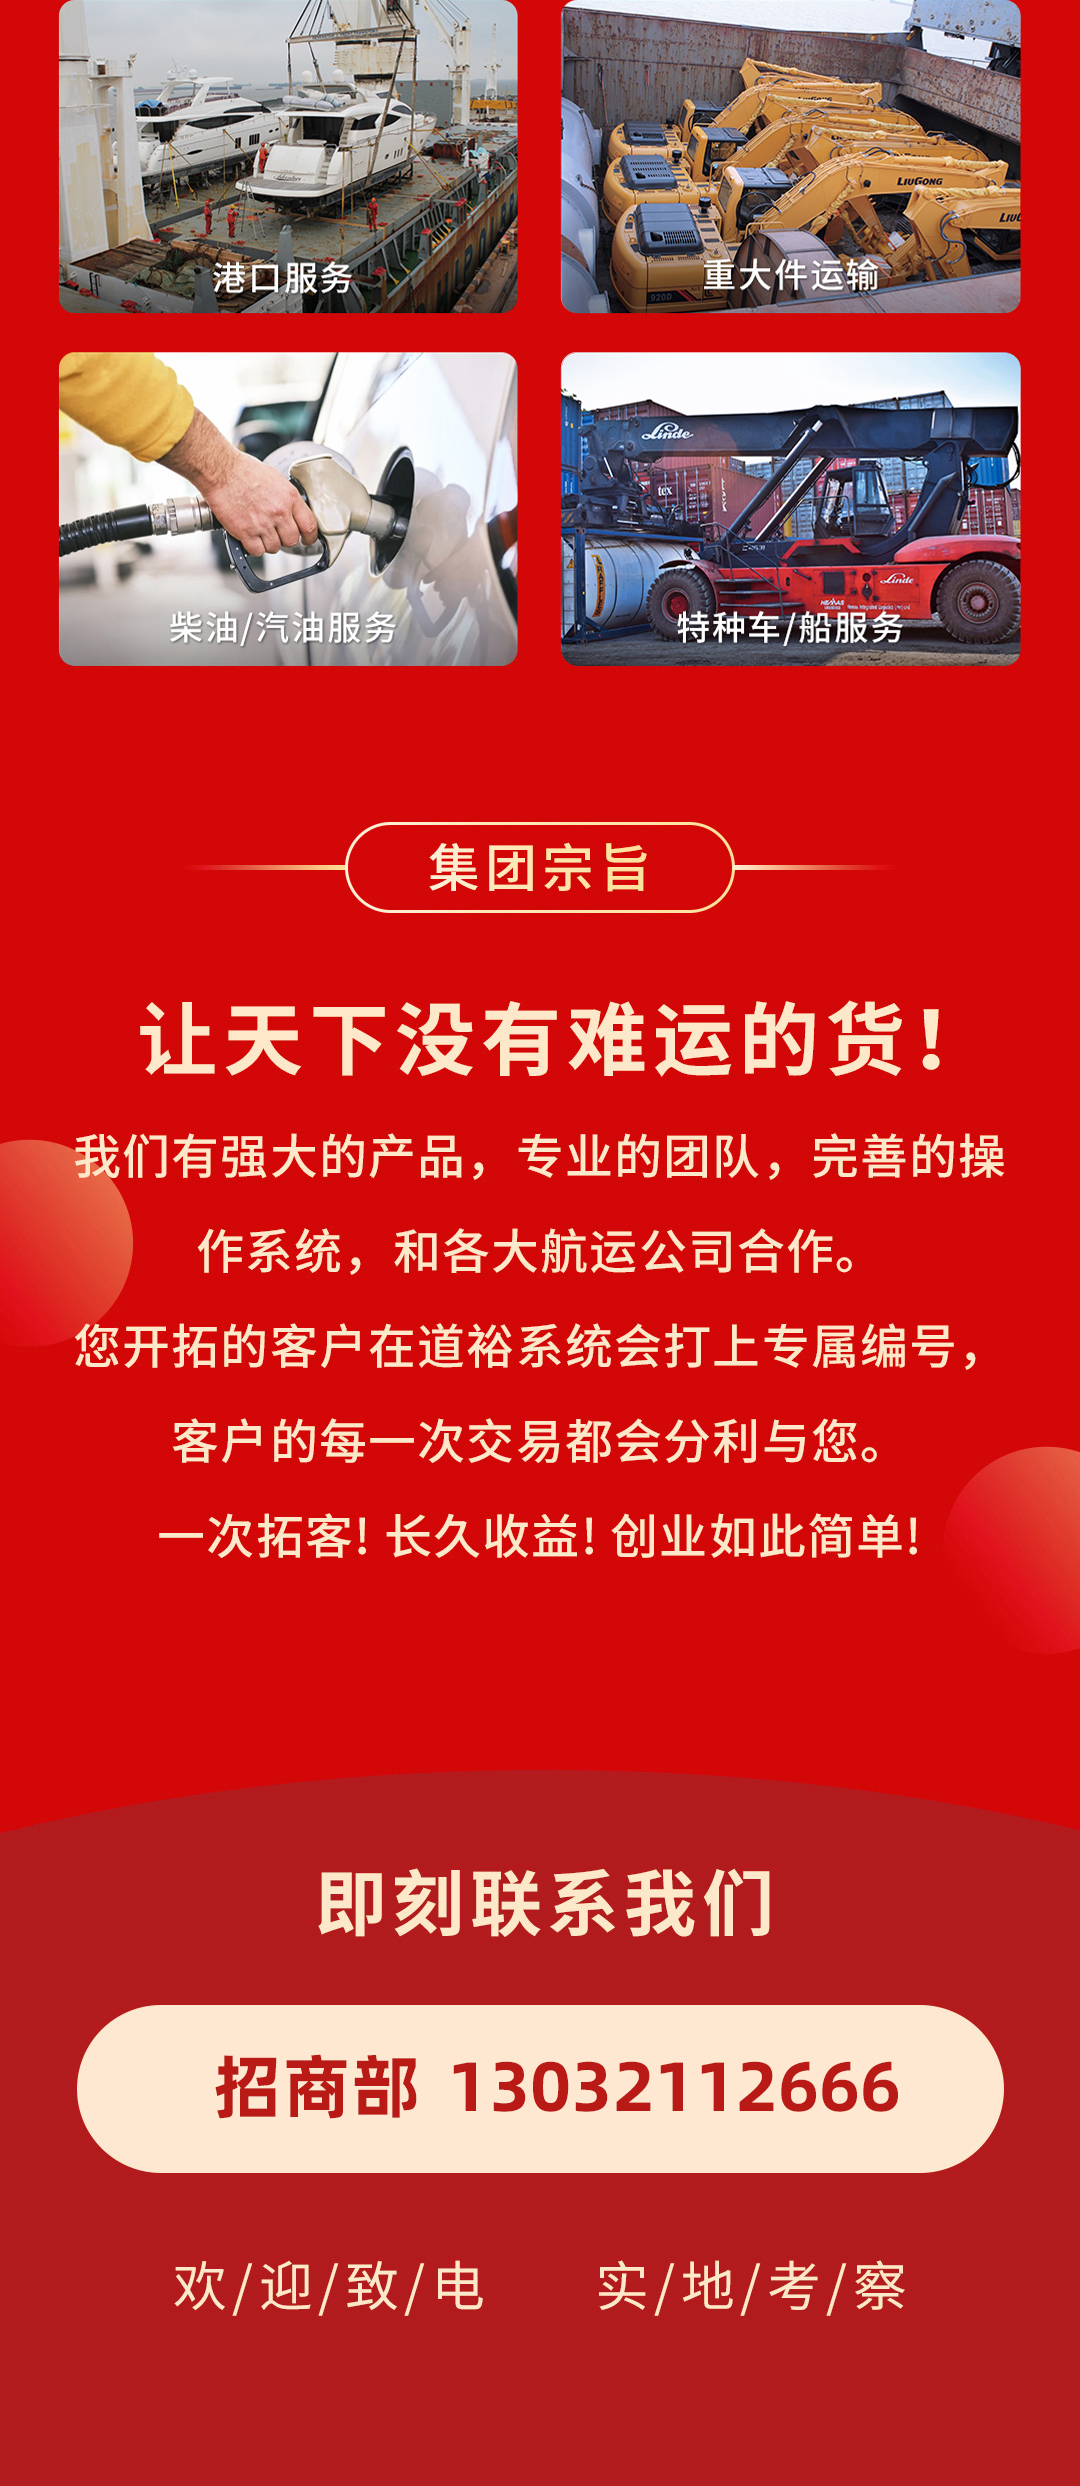 LiuGong
LIUGONG
920D
港口服务
重大件运输
Linde
tex
Linde
柴油/汽油服务
特种车/船服务
集团宗旨
让天下没有难运的货！
我们有强大的产品，专业的团队，完善的操
作系统，和各大航运公司合作。
您开拓的客户在道裕系统会打上专属编号，
客户的每一次交易都会分利与您。
一次拓客! 长久收益! 创业如此简单!
即刻联系我们
招商部 13032112666
欢/迎/致/电 实/地/考/察